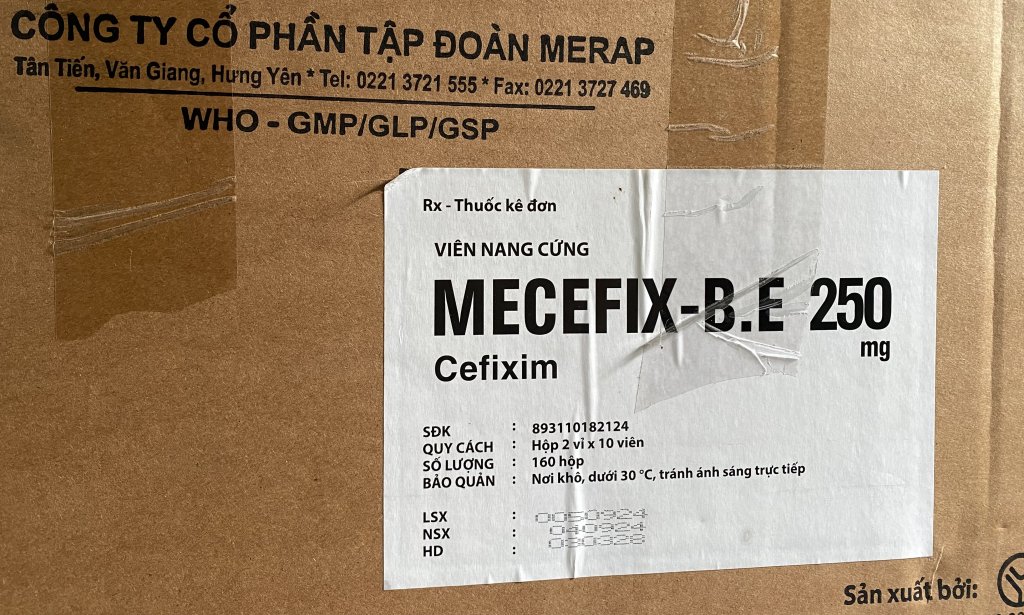 CÔNG TY CỔ PHẦN TẬP ĐOÀN MERAP
Tân Tiến, Văn Giang, Hưng Yên * Tel: 0221 3721 555 * Fax: 0221 3727 469
WHO - GMP/GLP/GSP
Rx - Thuốc kê đơn
VIÊN NANG CỨNG
MECEFIX-B.E 250 mg
Cefixim
SĐK : 893110182124
QUY CÁCH : Hộp 2 vỉ x 10 viên
SỐ LƯỢNG : 160 hộp
BẢO QUẢN : Nơi khô, dưới 30 °C, tránh ánh sáng trực tiếp
LSX : 0050924
NSX : 040924
HD : 030328
Sản xuất bởi: